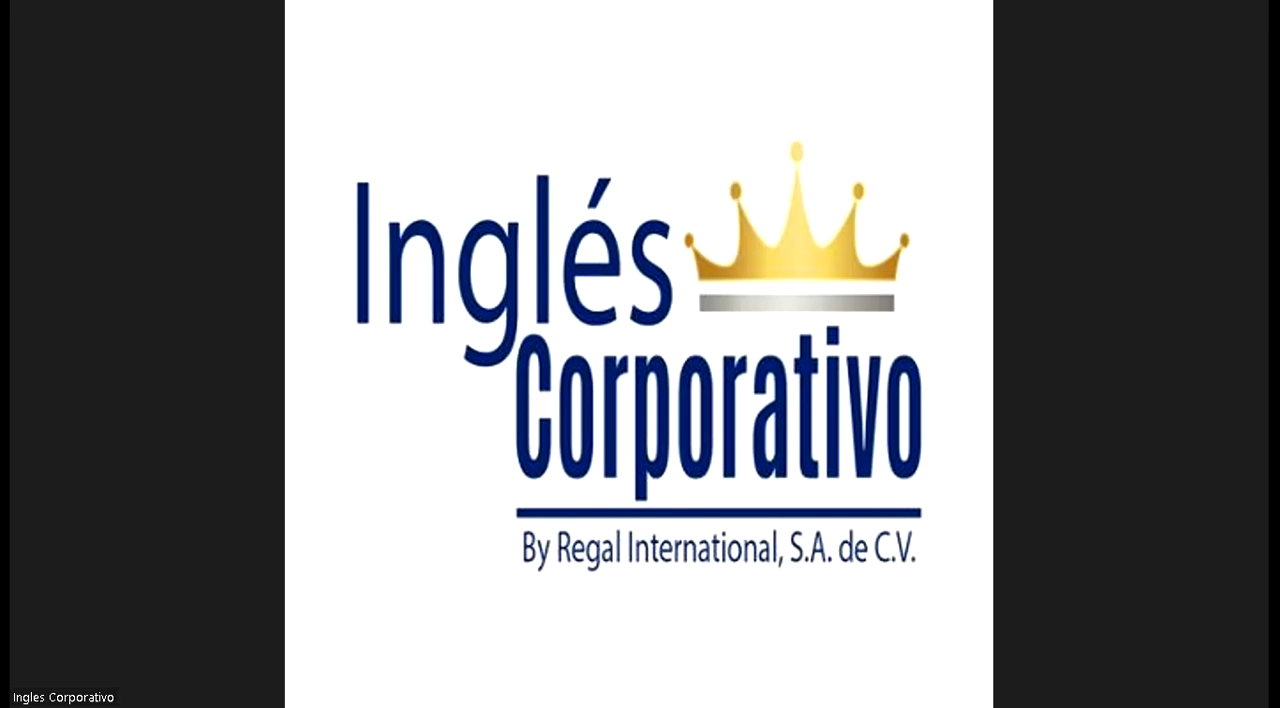 Inglés
Corporativo
By Regal International, S.A. de C.V.
Ingles Corporativo